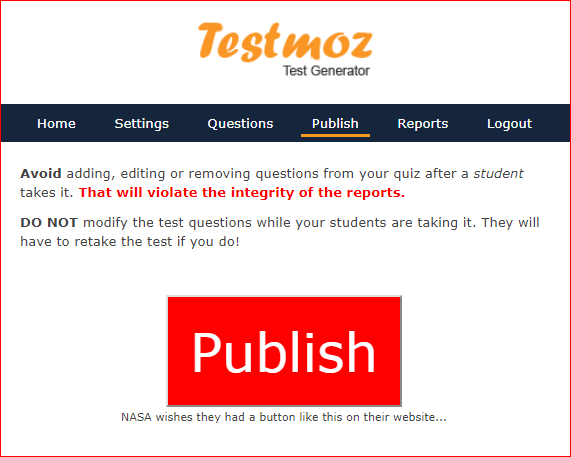 Testmoz
Test Generator
Home Settings Questions Publish Reports Logout
Avoid adding, editing or removing questions from your quiz after a student
takes it. That will violate the integrity of the reports.
DO NOT modify the test questions while your students are taking it. They will
have to retake the test if you do!
Publish
NASA wishes they had a button like this on their website...